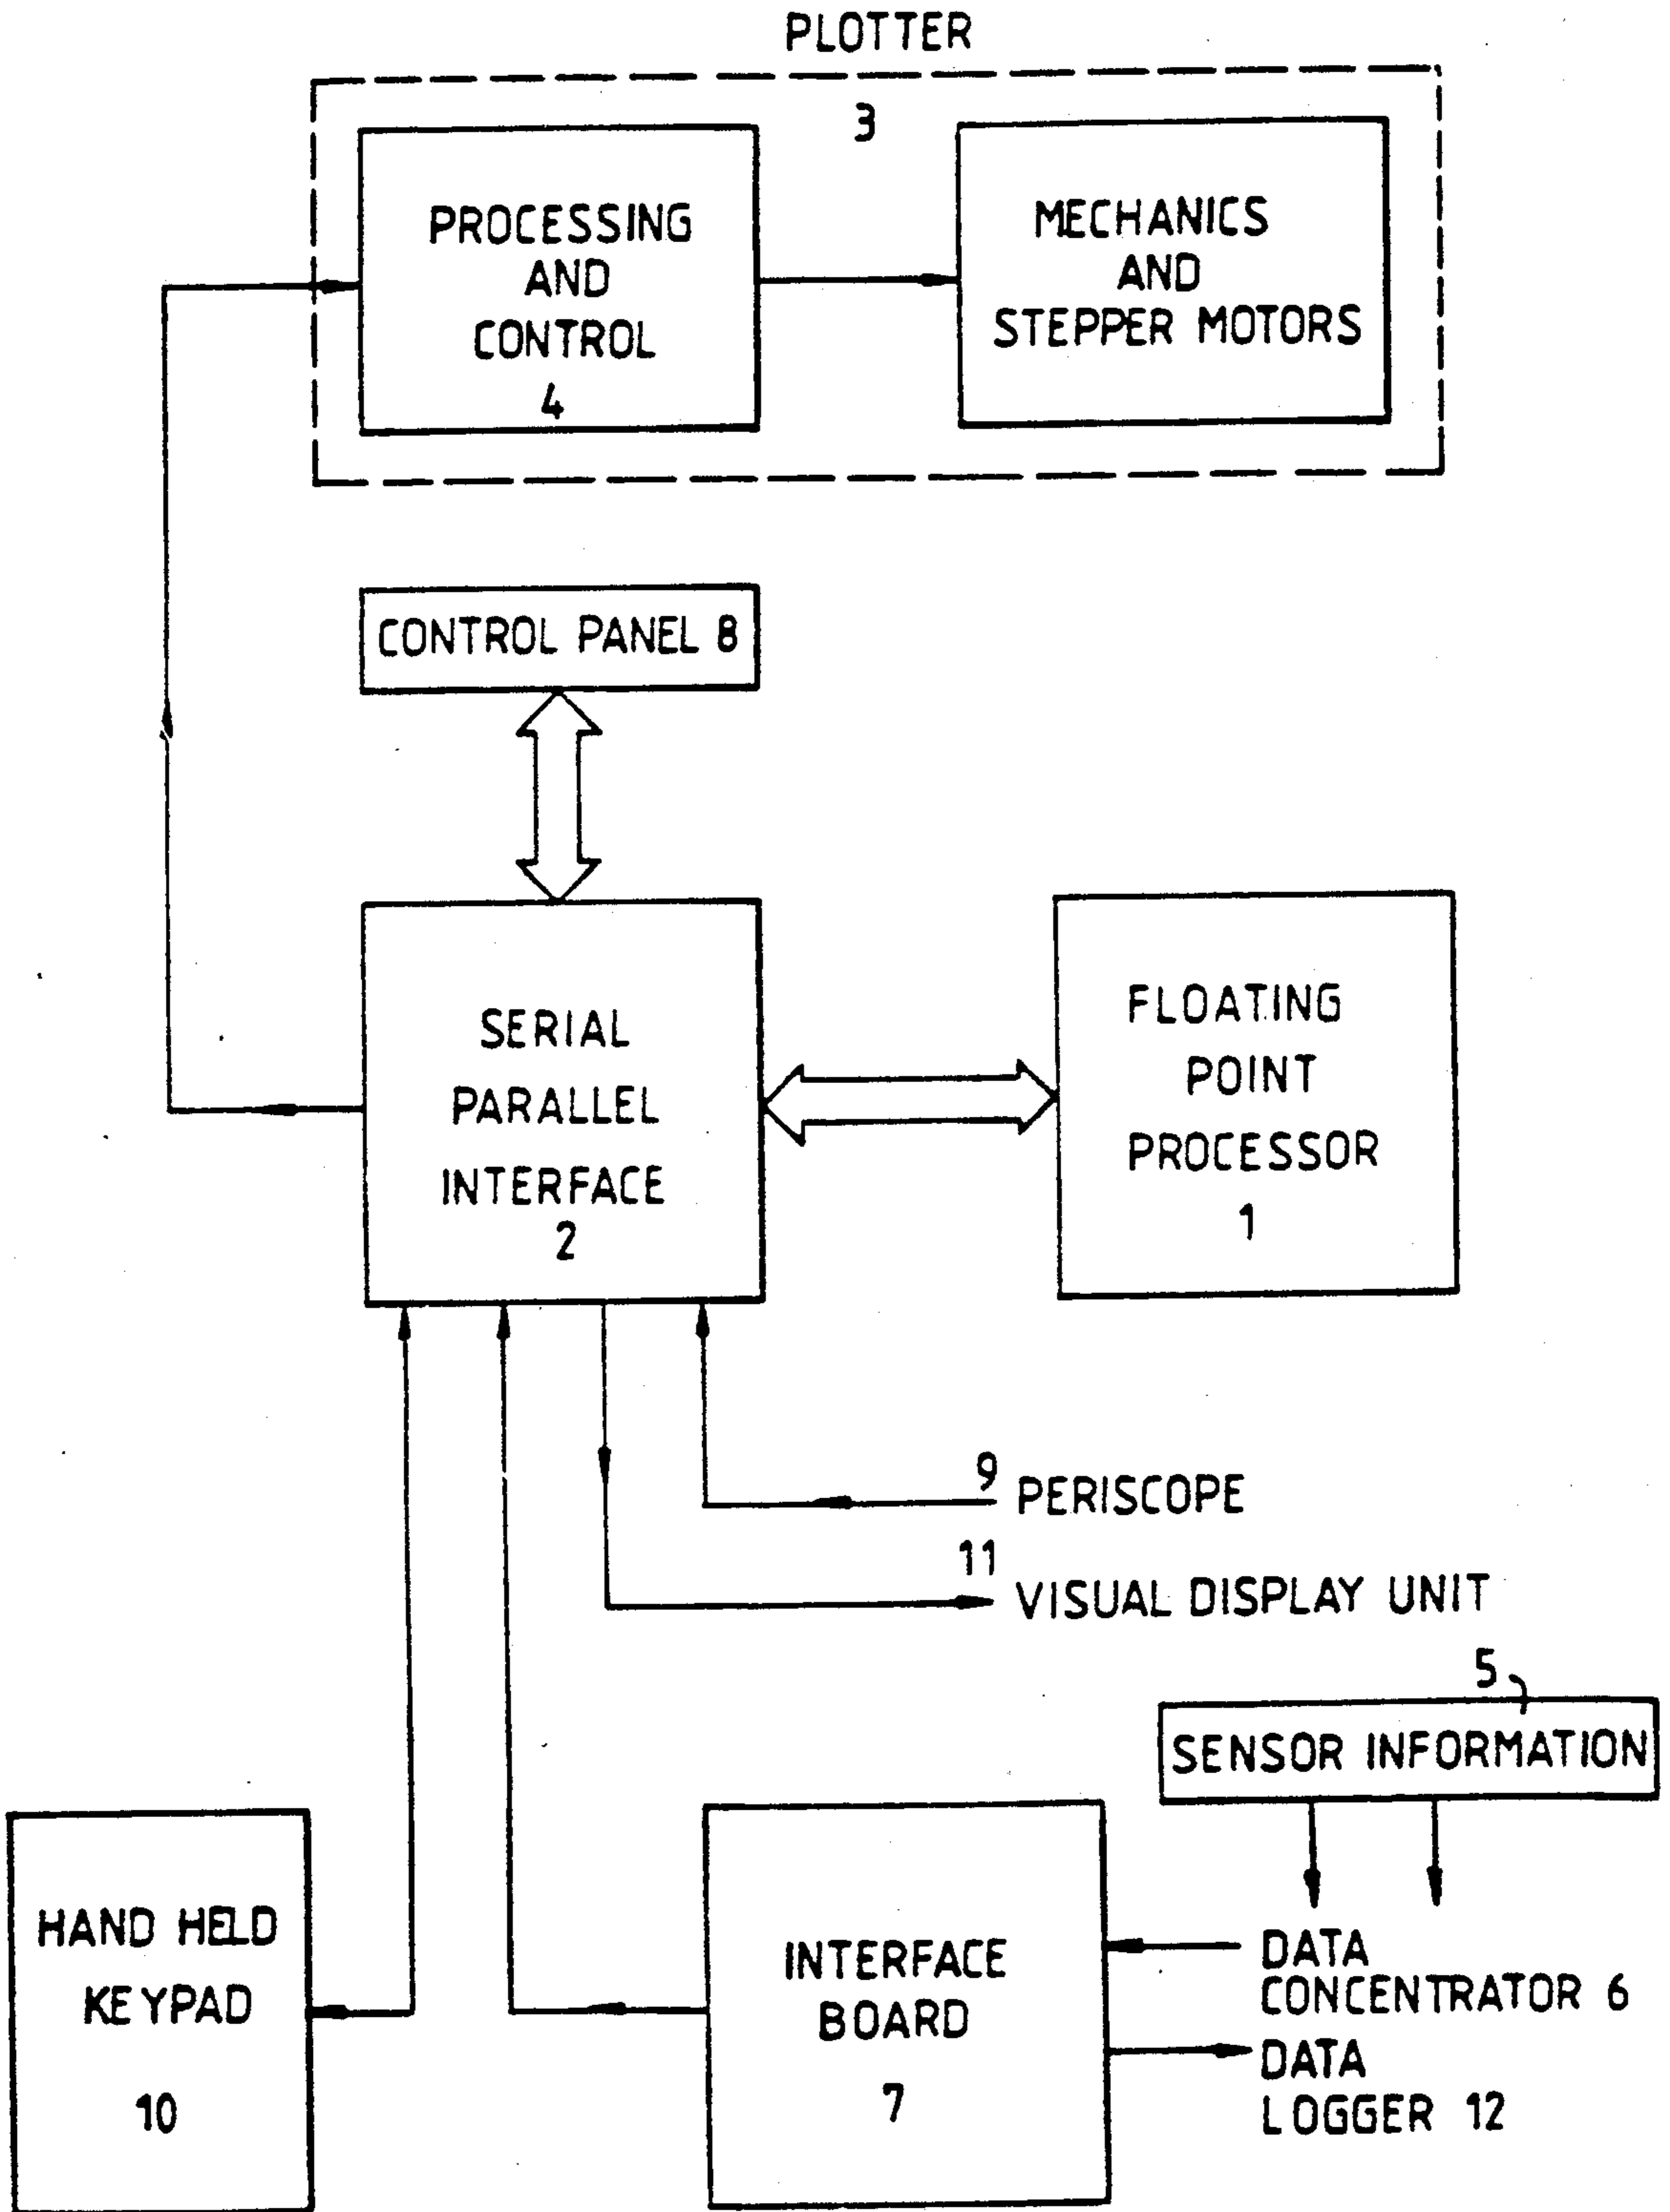 PLOTTER
3
PROCESSING
AND
CONTROL
4
MECHANICS
AND
STEPPER MOTORS
CONTROL PANEL 8
SERIAL
PARALLEL
INTERFACE
2
FLOATING
POINT
PROCESSOR
1
9 PERISCOPE
11
VISUAL DISPLAY UNIT
5
SENSOR INFORMATION
HAND HELD
KEYPAD
10
INTERFACE
BOARD
7
DATA
CONCENTRATOR 6
DATA
LOGGER 12